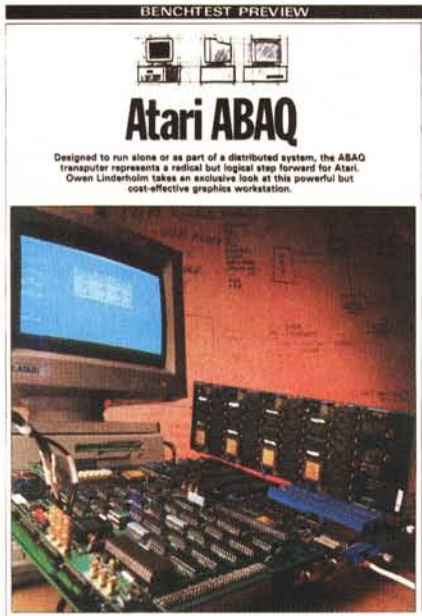 BENCHTEST PREVIEW
Atari ABAQ
Designed to run alone or as part of a distributed system, the ABAQ
transputer represents a radical but logical step forward for Atari.
Owen Linderholm takes an exclusive look at this powerful but
cost-effective graphics workstation.
ATARI